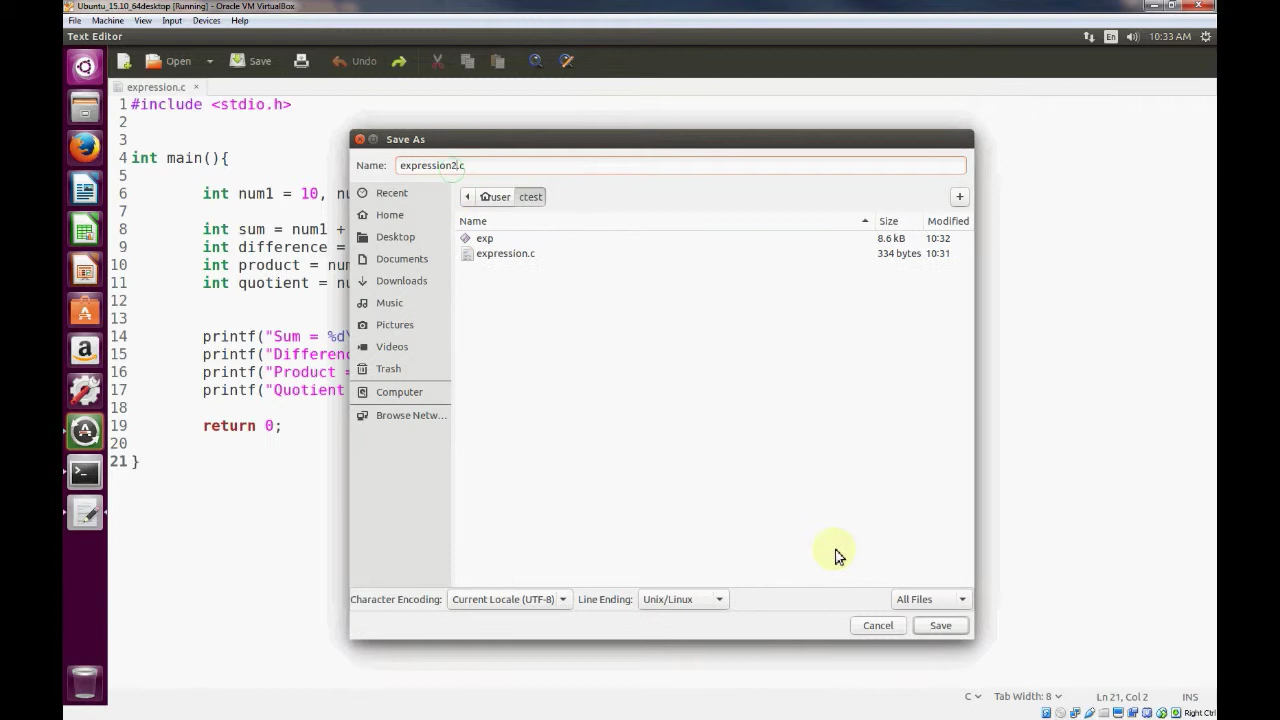 Ubuntu_15.10_64desktop [Running] - Oracle VM VirtualBox
File Machine View Input Devices Help
Text Editor En 10:33 AM
Open Save Undo
expression.c ×
1 #include <stdio.h>
2
3
4 int main(){
5
6 int num1 = 10,
7
8 int sum = num1 +
9 int difference =
10 int product =
11 int quotient =
12
13
14 printf("Sum = %d\
15 printf("Differenc
16 printf("Product =
17 printf("Quotient
18
19 return 0;
20
21 }
Save As
Name: expression2.c
user ctest +
Recent
Home
Desktop
Documents
Downloads
Music
Pictures
Videos
Trash
Computer
Browse Netw...
Name Size Modified
exp 8.6 kB 10:32
expression.c 334 bytes 10:31
Character Encoding: Current Locale (UTF-8) Line Ending: Unix/Linux All Files
Cancel Save
C Tab Width: 8 Ln 21, Col 2 INS
Right Ctrl